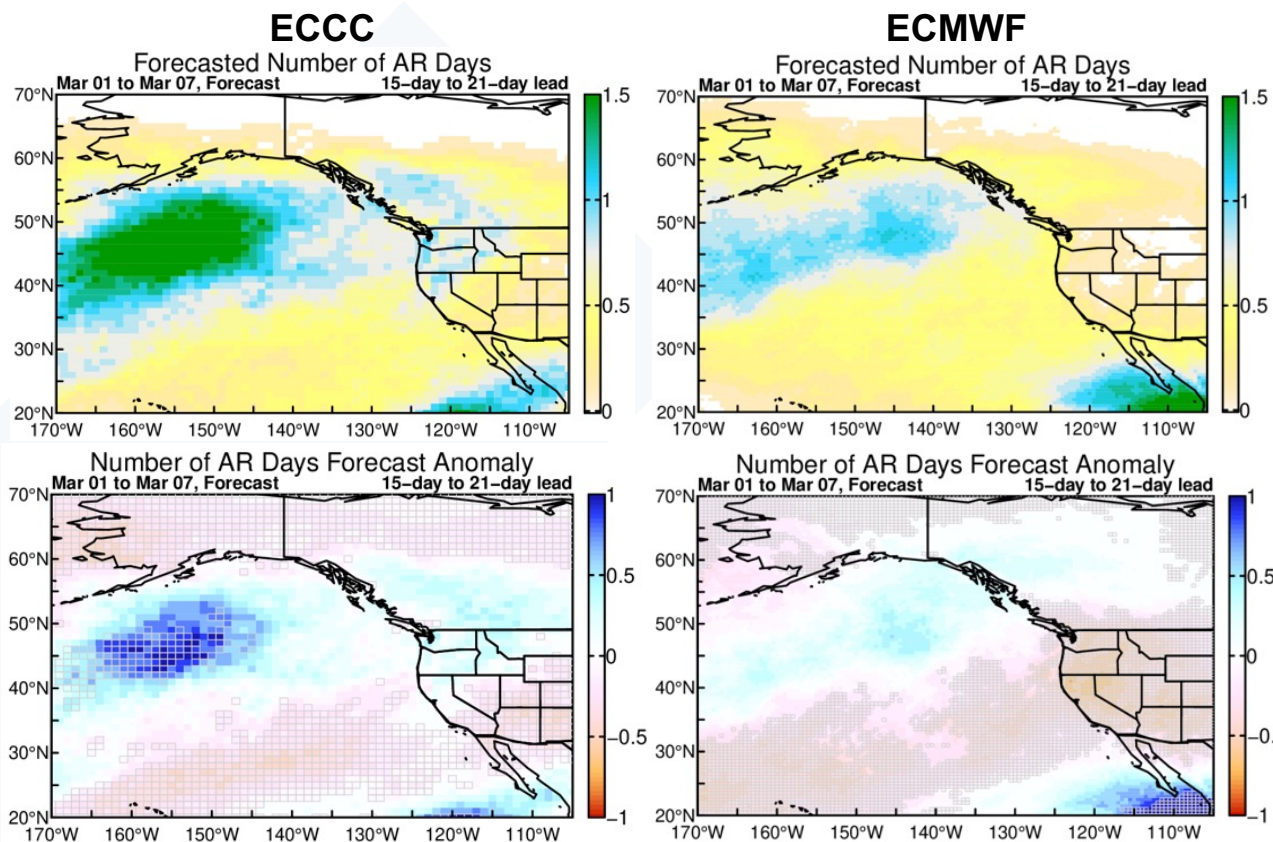 ECCC
Forecasted Number of AR Days
Mar 01 to Mar 07, Forecast 15-day to 21-day lead
70°N
60°N
50°N
40°N
30°N
20°N
170°W 160°W 150°W 140°W 130°W 120°W 110°W
1.5
1
0.5
0
ECMWF
Forecasted Number of AR Days
Mar 01 to Mar 07, Forecast 15-day to 21-day lead
70°N
60°N
50°N
40°N
30°N
20°N
170°W 160°W 150°W 140°W 130°W 120°W 110°W
1.5
1
0.5
0
Number of AR Days Forecast Anomaly
Mar 01 to Mar 07, Forecast 15-day to 21-day lead
70°N
60°N
50°N
40°N
30°N
20°N
170°W 160°W 150°W 140°W 130°W 120°W 110°W
1
0.5
0
−0.5
−1
Number of AR Days Forecast Anomaly
Mar 01 to Mar 07, Forecast 15-day to 21-day lead
70°N
60°N
50°N
40°N
30°N
20°N
170°W 160°W 150°W 140°W 130°W 120°W 110°W
1
0.5
0
−0.5
−1